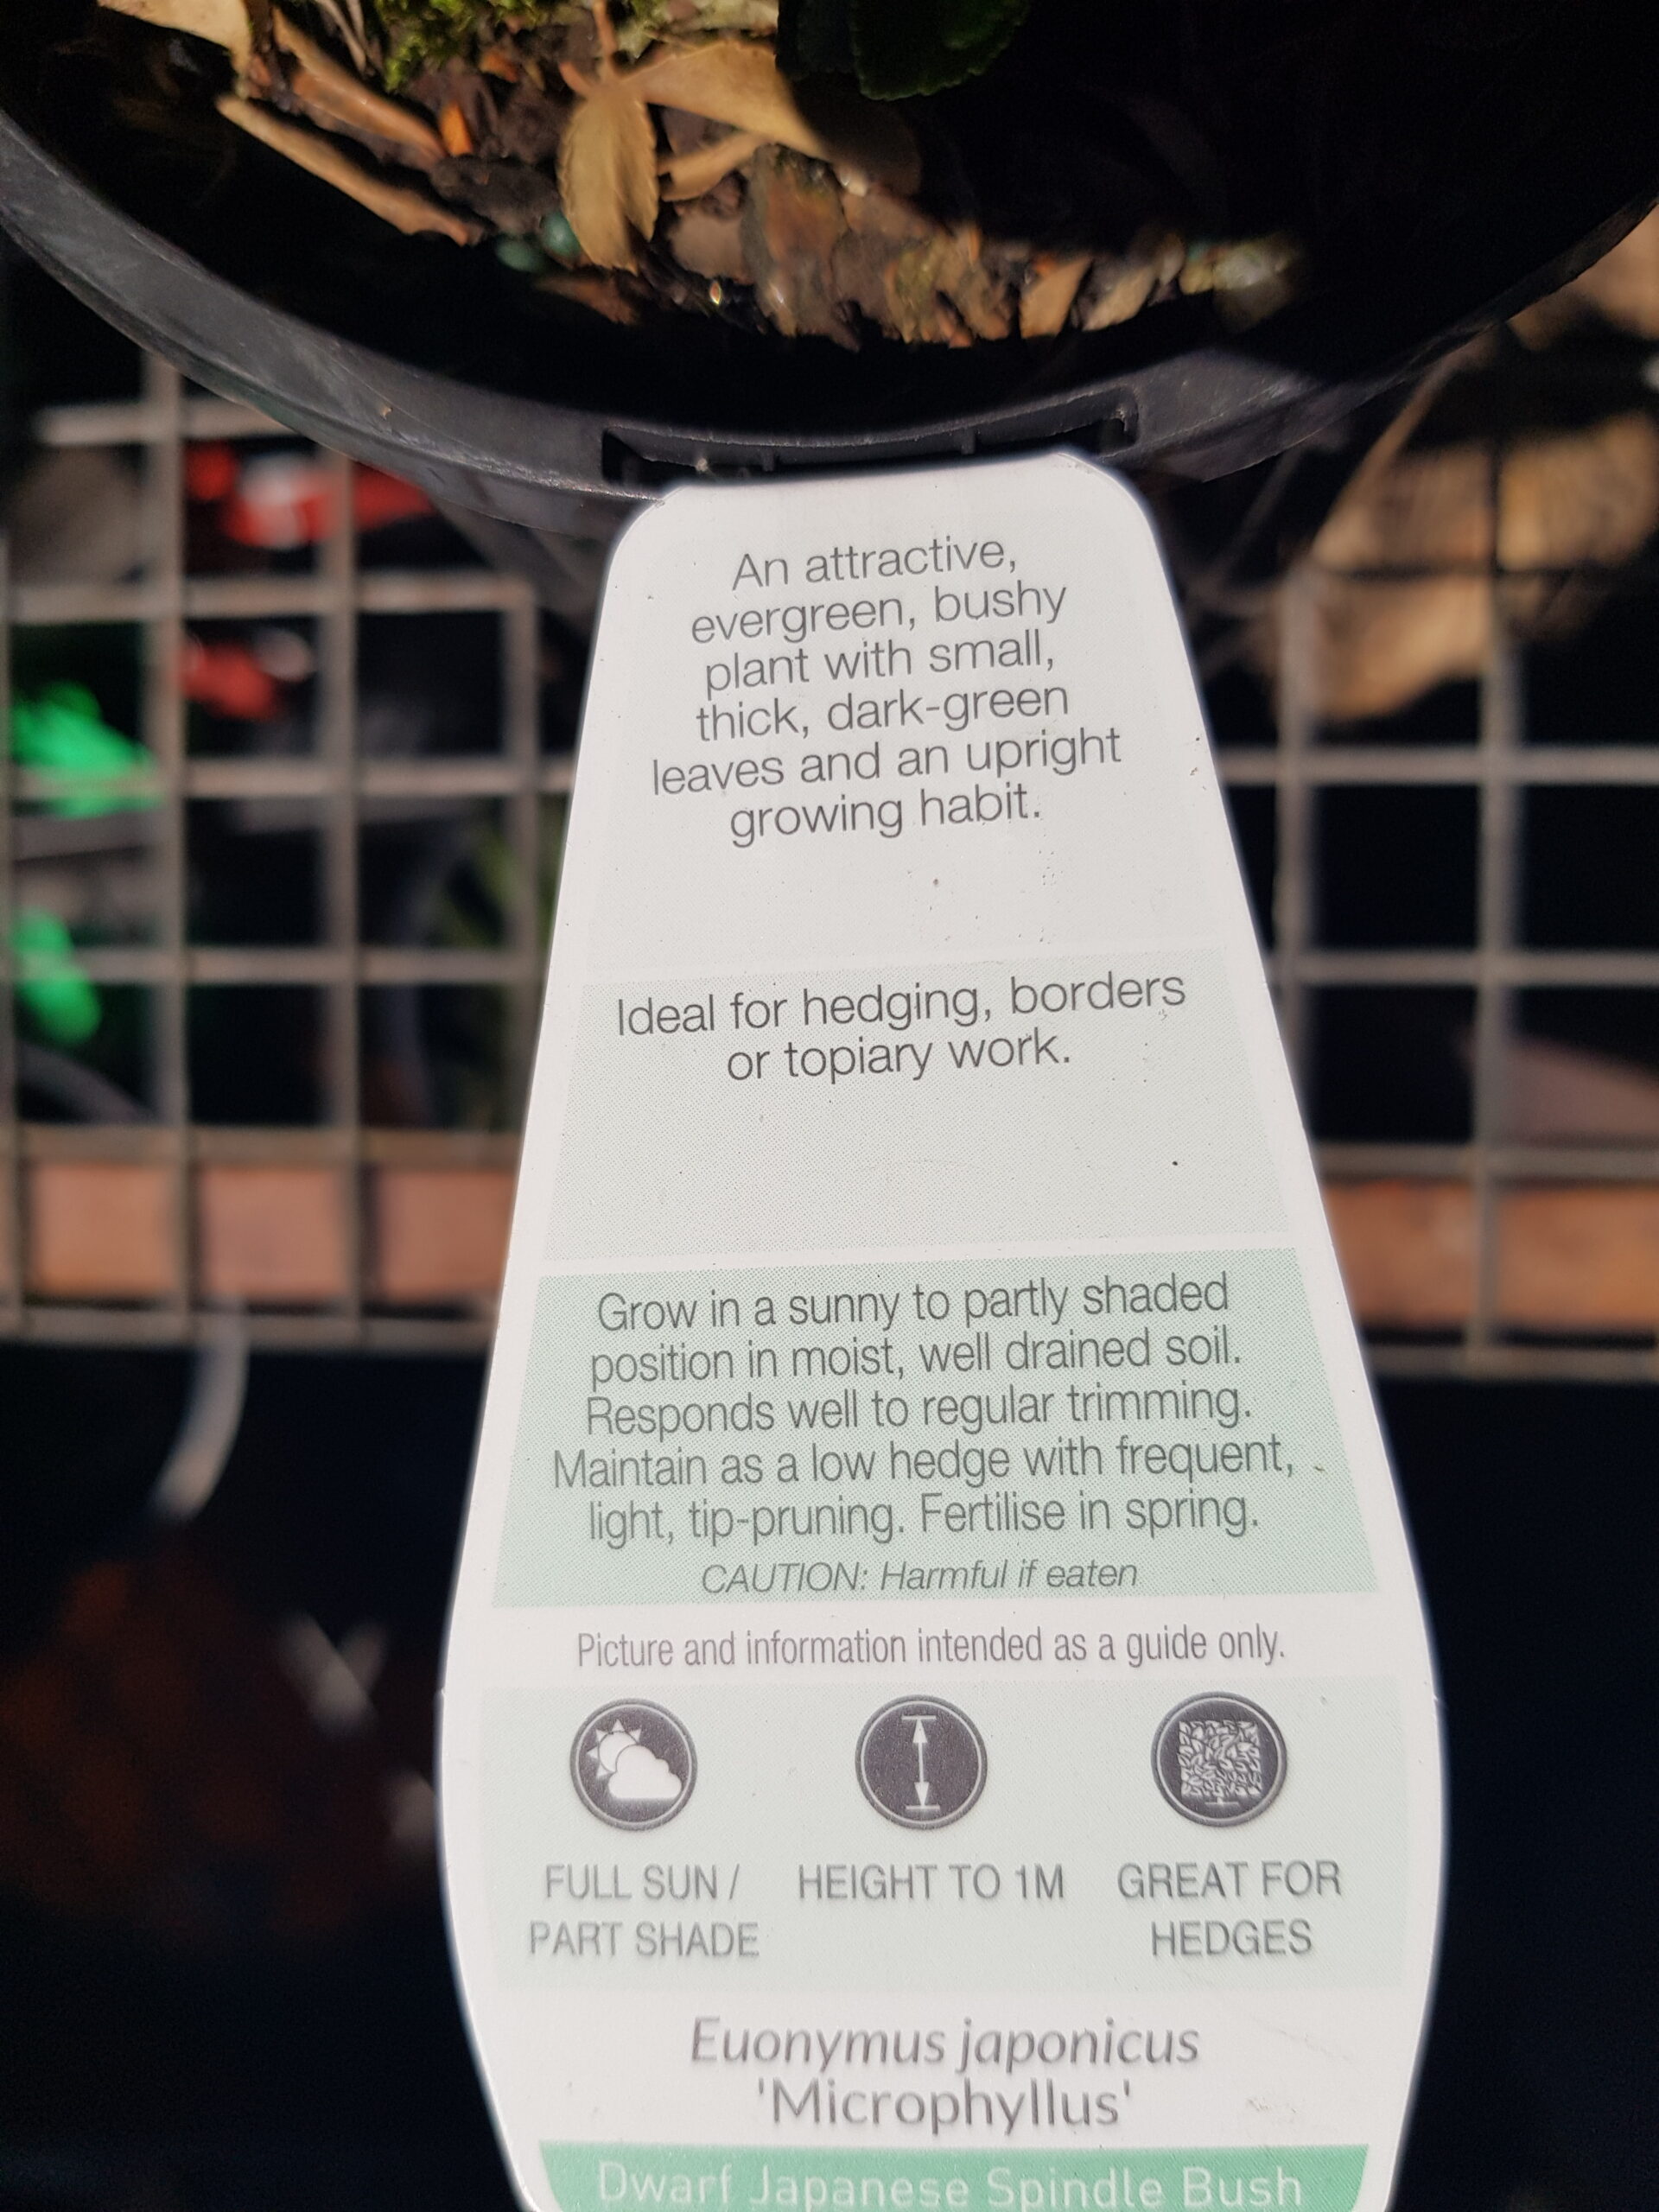 An attractive,
evergreen, bushy
plant with small,
thick, dark-green
leaves and an upright
growing habit.
Ideal for hedging, borders
or topiary work.
Grow in a sunny to partly shaded
position in moist, well drained soil.
Responds well to regular trimming.
Maintain as a low hedge with frequent,
light, tip-pruning. Fertilise in spring.
CAUTION: Harmful if eaten
Picture and information intended as a guide only.
FULL SUN /
PART SHADE
HEIGHT TO 1M
GREAT FOR
HEDGES
Euonymus japonicus
'Microphyllus'
Dwarf Japanese Spindle Bush